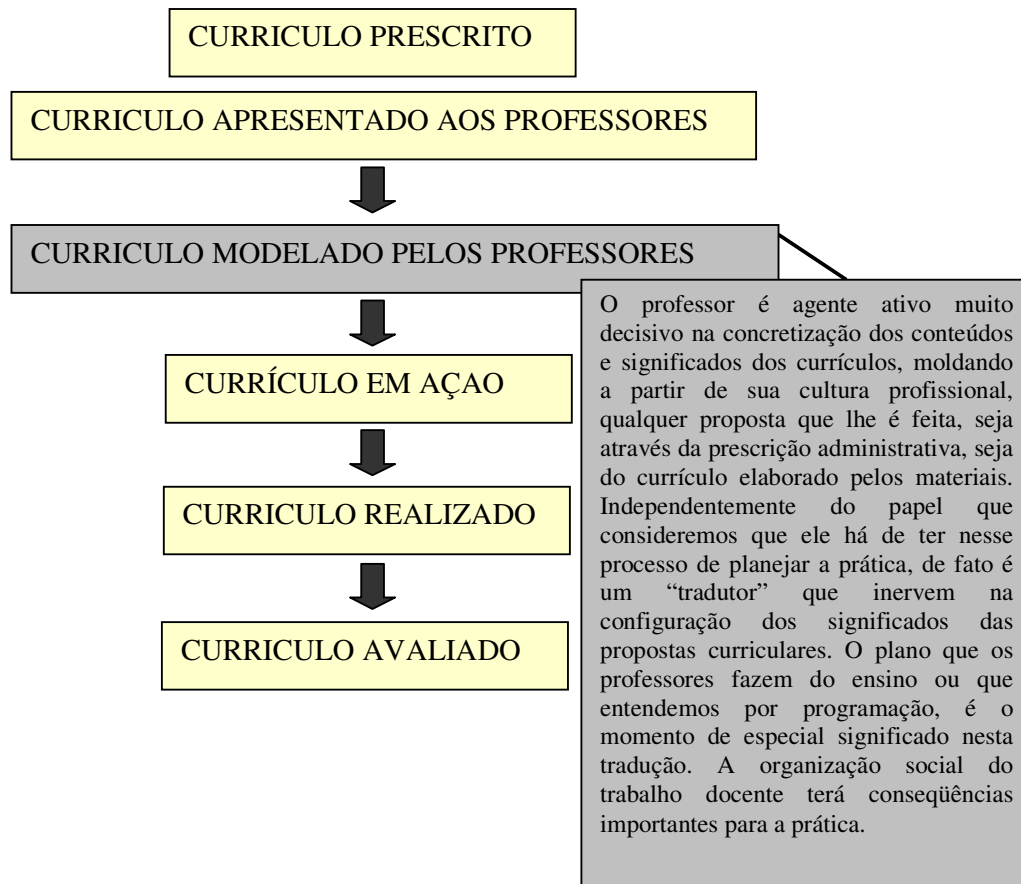 CURRICULO PRESCRITO
CURRICULO APRESENTADO AOS PROFESSORES
CURRICULO MODELADO PELOS PROFESSORES
CURRÍCULO EM AÇAO
CURRICULO REALIZADO
CURRICULO AVALIADO
O professor é agente ativo muito
decisivo na concretização dos conteúdos
e significados dos currículos, moldando
a partir de sua cultura profissional,
qualquer proposta que lhe é feita, seja
através da prescrição administrativa, seja
do currículo elaborado pelos materiais.
Independentemente do papel que
consideremos que ele há de ter nesse
processo de planejar a prática, de fato é
um “tradutor” que inervem na
configuração dos significados das
propostas curriculares. O plano que os
professores fazem do ensino ou que
entendemos por programação, é o
momento de especial significado nesta
tradução. A organização social do
trabalho docente terá conseqüências
importantes para a prática.